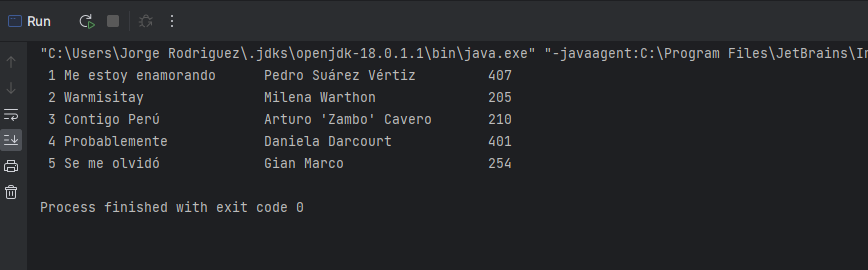 Run
"C:\Users\Jorge Rodriguez\.jdks\openjdk-18.0.1.1\bin\java.exe" "-javaagent:C:\Program Files\JetBrains\In
1 Me estoy enamorando Pedro Suárez Vértiz 407
2 Warmisitay Milena Warthon 205
3 Contigo Perú Arturo 'Zambo' Cavero 210
4 Probablemente Daniela Darcourt 401
5 Se me olvidó Gian Marco 254
Process finished with exit code 0